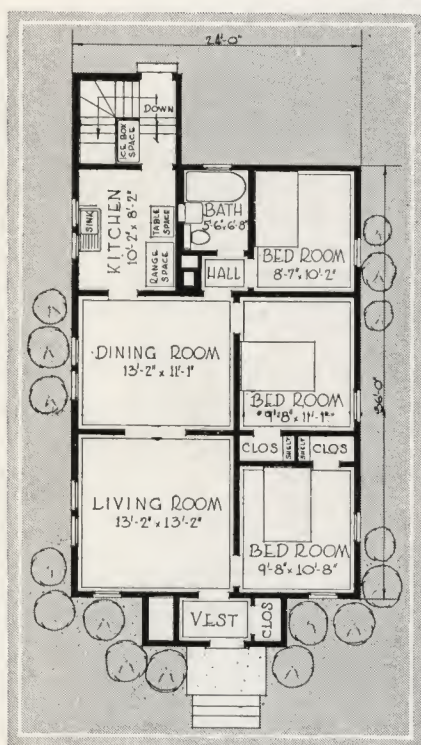 24'-0"
DOWN
ICE BOX
SPACE
SINK
KITCHEN
10'-2" x 8'-2"
TABLE
SPACE
RANGE
SPACE
BATH
5'-6" x 6'-8"
HALL
BED ROOM
8'-7" x 10'-2"
DINING ROOM
13'-2" x 11'-1"
BED ROOM
9'-8" x 11'-1"
36'-0"
CLOS
SHELF
SHELF
CLOS
LIVING ROOM
13'-2" x 13'-2"
BED ROOM
9'-8" x 10'-8"
VEST
CLOS